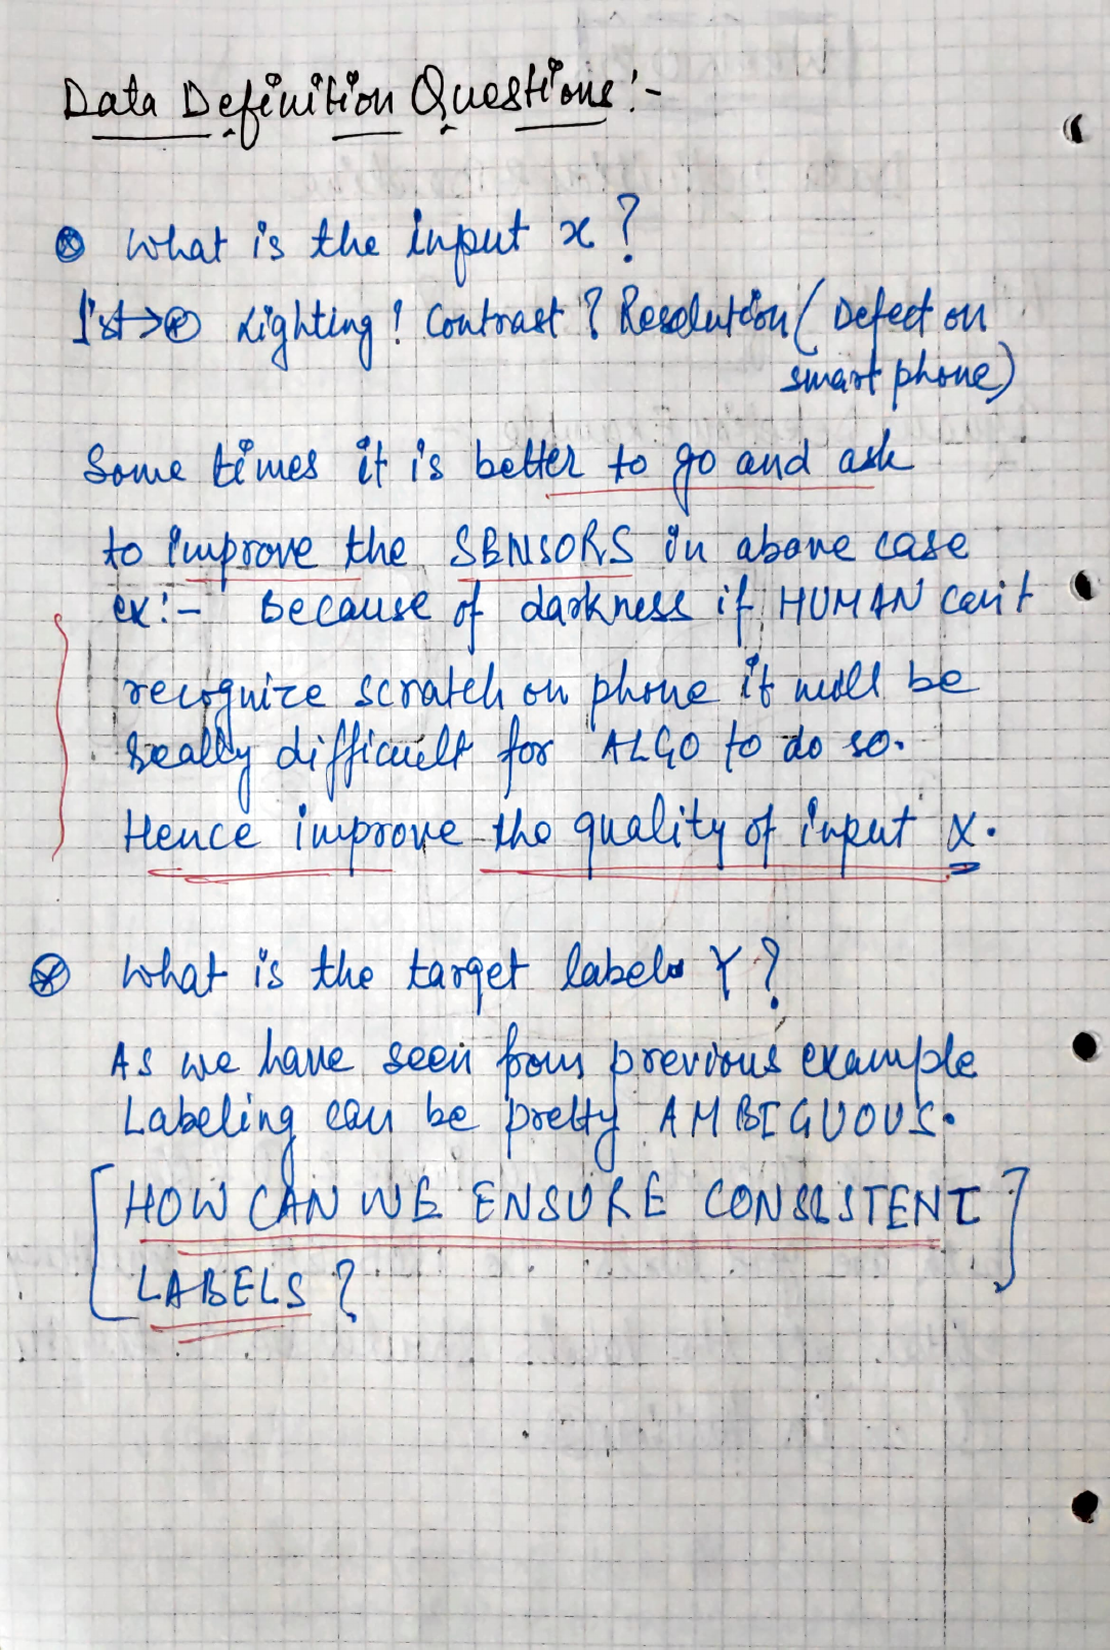 Data Definition Questions:-
What is the input x?
1'st→ Lighting! Contrast? Resolution (Defect on
smart phone)
Some times it is better to go and ask
to improve the SENSORS in above case
ex:- Because of darkness if HUMAN can't
recognize scratch on phone it will be
really difficult for ALGO to do so.
Hence improve the quality of input X.
What is the target label Y?
As we have seen from previous example
Labeling can be pretty AMBIGUOUS.
[HOW CAN WE ENSURE CONSISTENT
LABELS?]